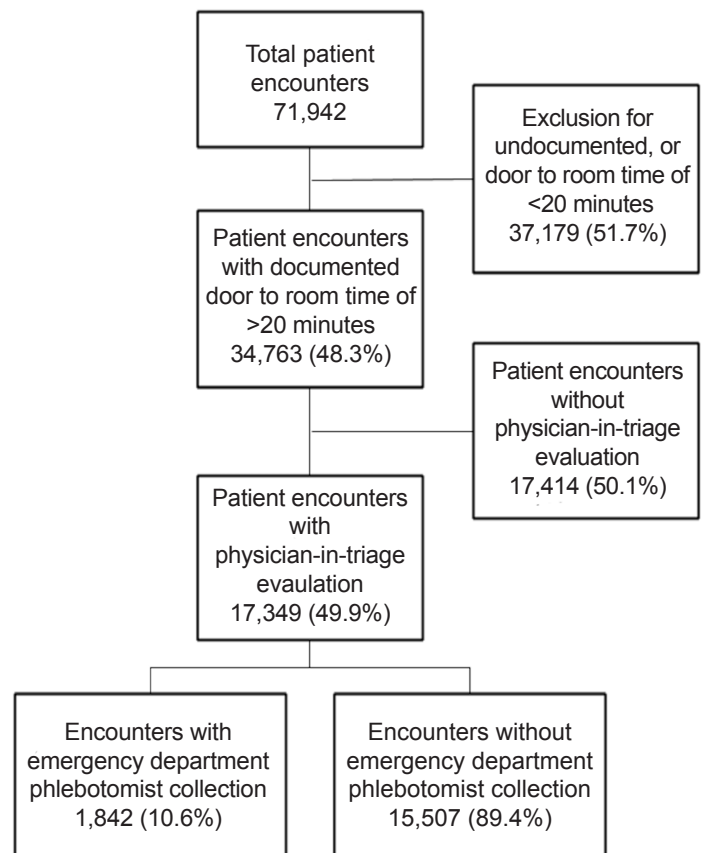 Total patient
encounters
71,942
Exclusion for
undocumented, or
door to room time of
<20 minutes
37,179 (51.7%)
Patient encounters
with documented
door to room time of
>20 minutes
34,763 (48.3%)
Patient encounters
without
physician-in-triage
evaluation
17,414 (50.1%)
Patient encounters
with
physician-in-triage
evaulation
17,349 (49.9%)
Encounters with
emergency department
phlebotomist collection
1,842 (10.6%)
Encounters without
emergency department
phlebotomist collection
15,507 (89.4%)